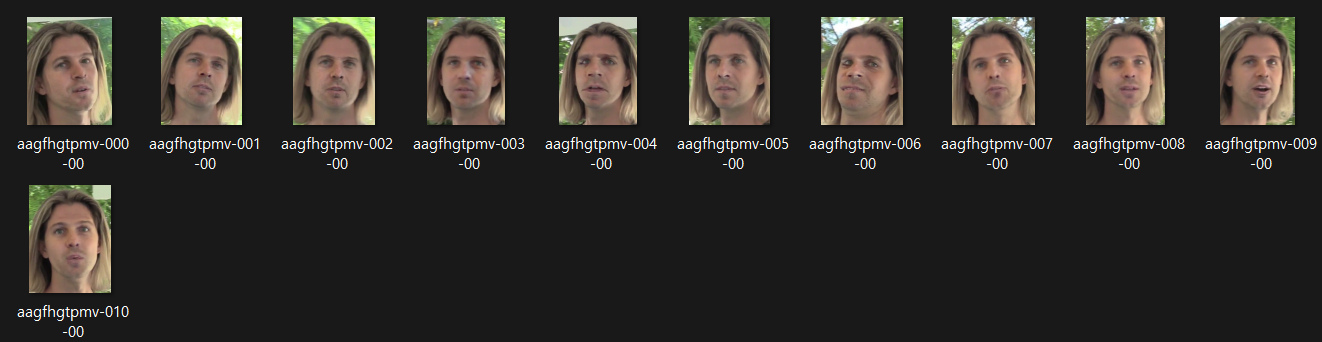 aagfhgtpmv-000
-00
aagfhgtpmv-001
-00
aagfhgtpmv-002
-00
aagfhgtpmv-003
-00
aagfhgtpmv-004
-00
aagfhgtpmv-005
-00
aagfhgtpmv-006
-00
aagfhgtpmv-007
-00
aagfhgtpmv-008
-00
aagfhgtpmv-009
-00
aagfhgtpmv-010
-00